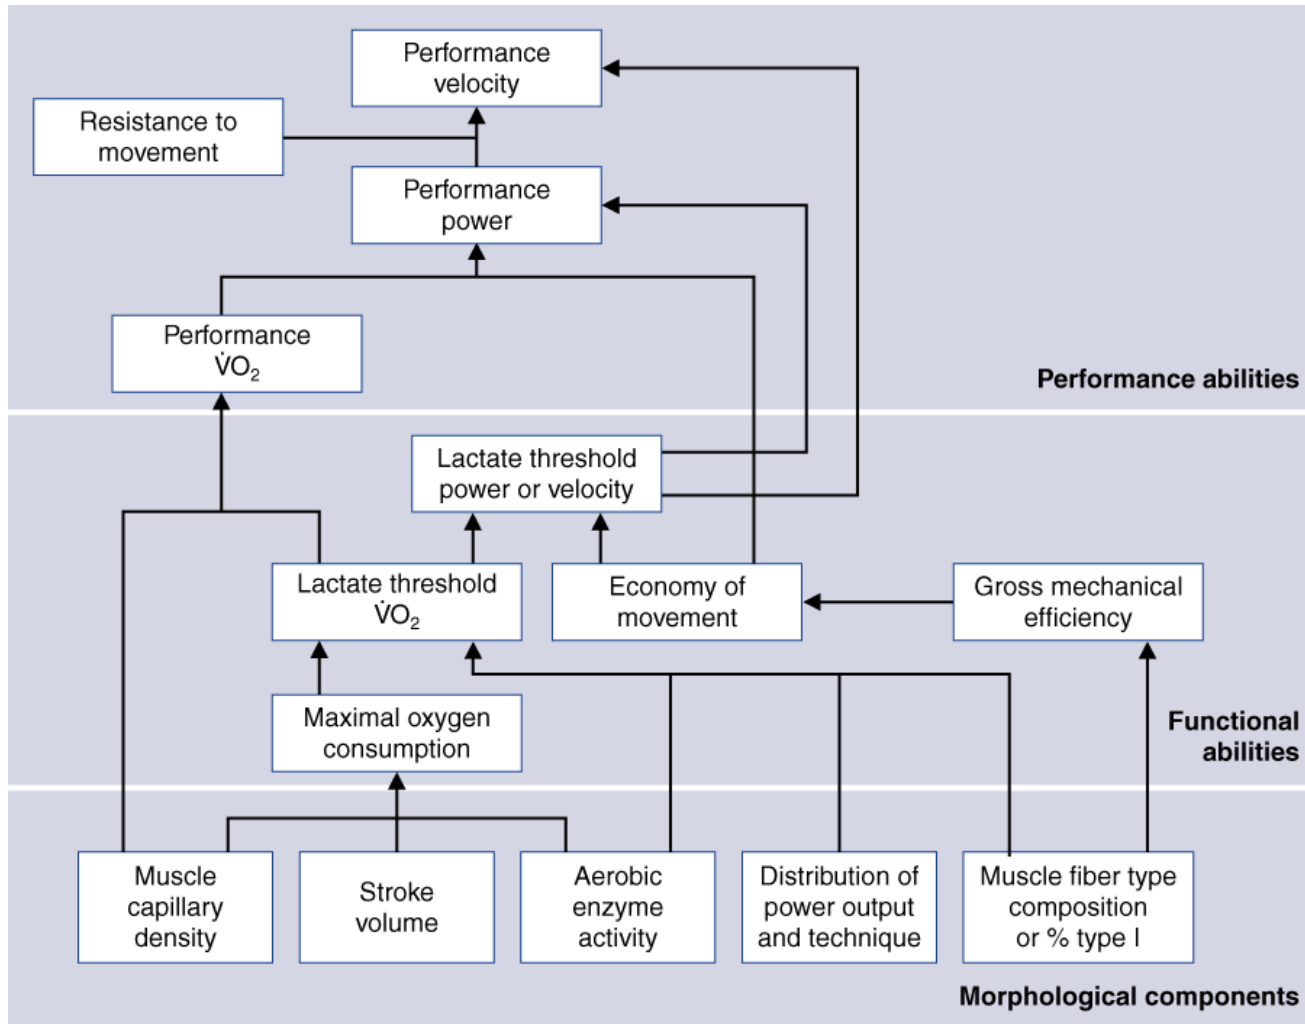 Performance
velocity
Resistance to
movement
Performance
power
Performance
V̇O₂
Performance abilities
Lactate threshold
power or velocity
Lactate threshold
V̇O₂
Economy of
movement
Gross mechanical
efficiency
Maximal oxygen
consumption
Functional
abilities
Muscle
capillary
density
Stroke
volume
Aerobic
enzyme
activity
Distribution of
power output
and technique
Muscle fiber type
composition
or % type I
Morphological components